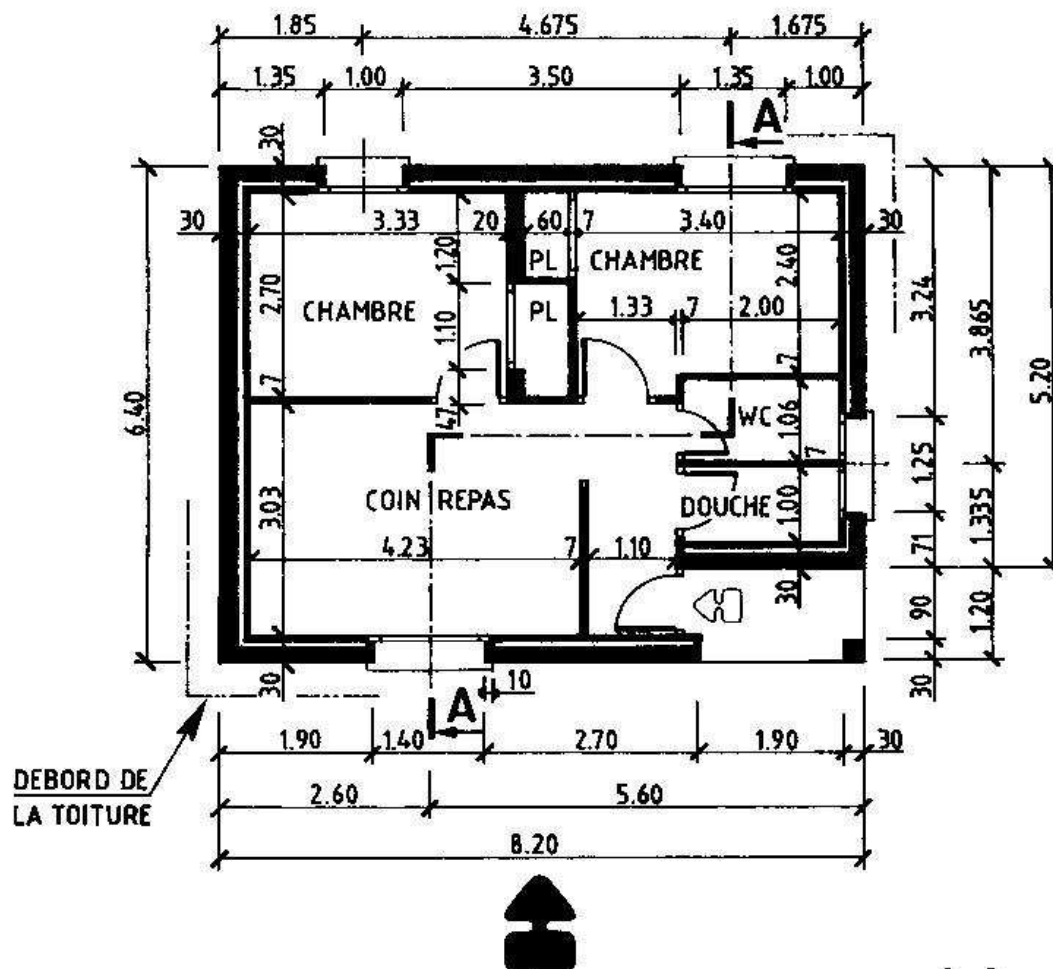 1.85 4.675 1.675
1.35 1.00 3.50 1.35 1.00
A
30
30 3.33 20 60 7 3.40 30
1.20 PL CHAMBRE 2.40
2.70 CHAMBRE 1.10 PL 1.33 7 2.00
3.24 3.865
6.40 5.20
7 47 7
WC 1.06
7
COIN REPAS DOUCHE 1.00 1.25
3.03 1.335
4.23 7 1.10 71
30 90 1.20
30 10 30
A
1.90 1.40 2.70 1.90 30
DEBORD DE
LA TOITURE
2.60 5.60
8.20